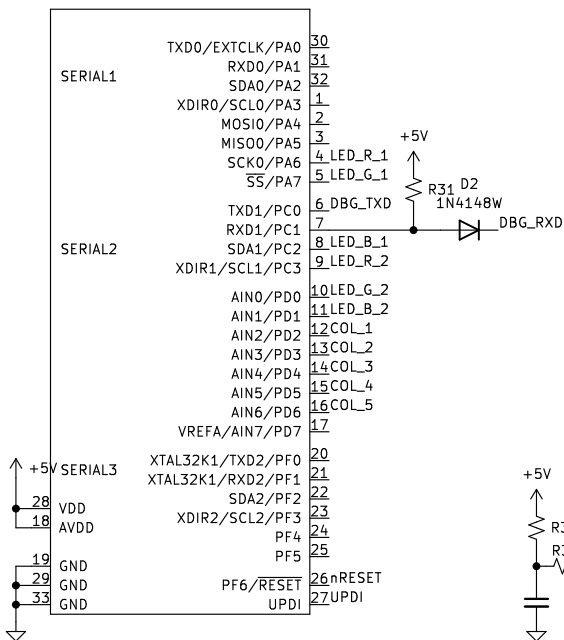 TXD0/EXTCLK/PA0 30
RXD0/PA1 31
SERIAL1
SDA0/PA2 32
XDIR0/SCL0/PA3 1
MOSI0/PA4 2
MISO0/PA5 3
SCK0/PA6 4 LED_R_1
SS/PA7 5 LED_G_1
+5V
R31
D2
1N4148W
TXD1/PC0 6 DBG_TXD
RXD1/PC1 7
DBG_RXD
SERIAL2
SDA1/PC2 8 LED_B_1
XDIR1/SCL1/PC3 9 LED_R_2
AIN0/PD0 10 LED_G_2
AIN1/PD1 11 LED_B_2
AIN2/PD2 12 COL_1
AIN3/PD3 13 COL_2
AIN4/PD4 14 COL_3
AIN5/PD5 15 COL_4
AIN6/PD6 16 COL_5
VREFA/AIN7/PD7 17
XTAL32K1/TXD2/PF0 20
+5V
SERIAL3
XTAL32K1/RXD2/PF1 21
SDA2/PF2 22
28 VDD
XDIR2/SCL2/PF3 23
18 AVDD
PF4 24
PF5 25
19 GND
29 GND
PF6/RESET 26 nRESET
33 GND
UPDI 27 UPDI
+5V